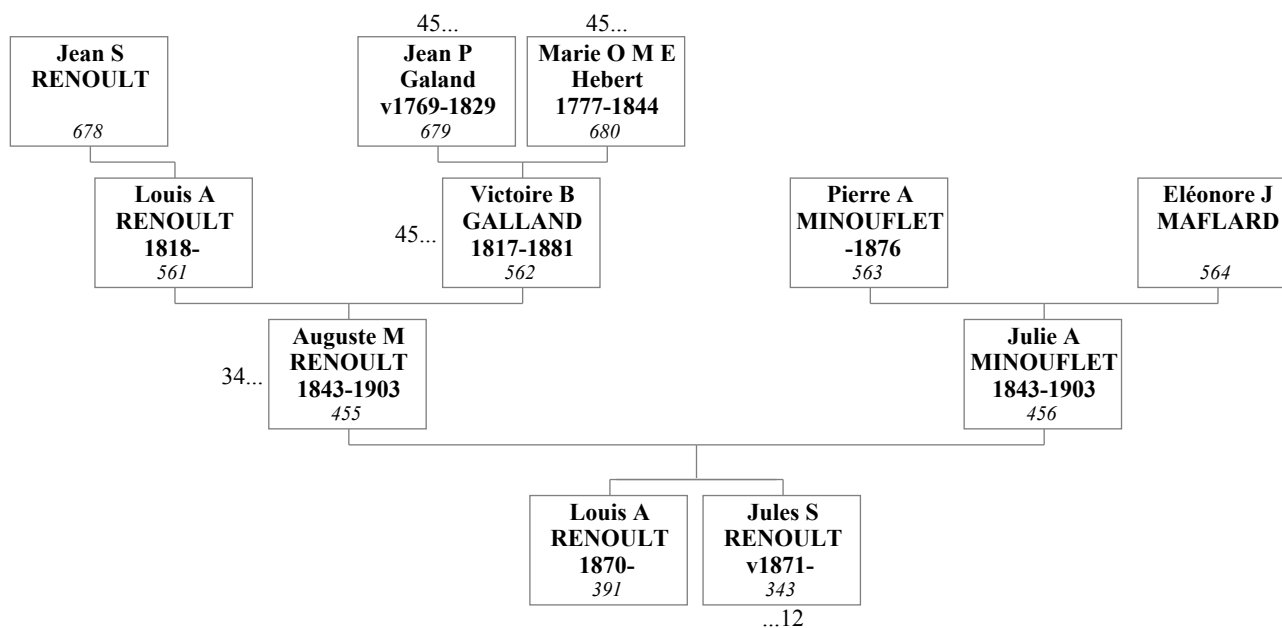 45...
45...
Jean S
RENOULT
678
Jean P
Galand
v1769-1829
679
Marie O M E
Hebert
1777-1844
680
Louis A
RENOULT
1818-
561
45...
Victoire B
GALLAND
1817-1881
562
Pierre A
MINOUFLET
-1876
563
Eléonore J
MAFLARD
564
34...
Auguste M
RENOULT
1843-1903
455
Julie A
MINOUFLET
1843-1903
456
Louis A
RENOULT
1870-
391
Jules S
RENOULT
v1871-
343
...12